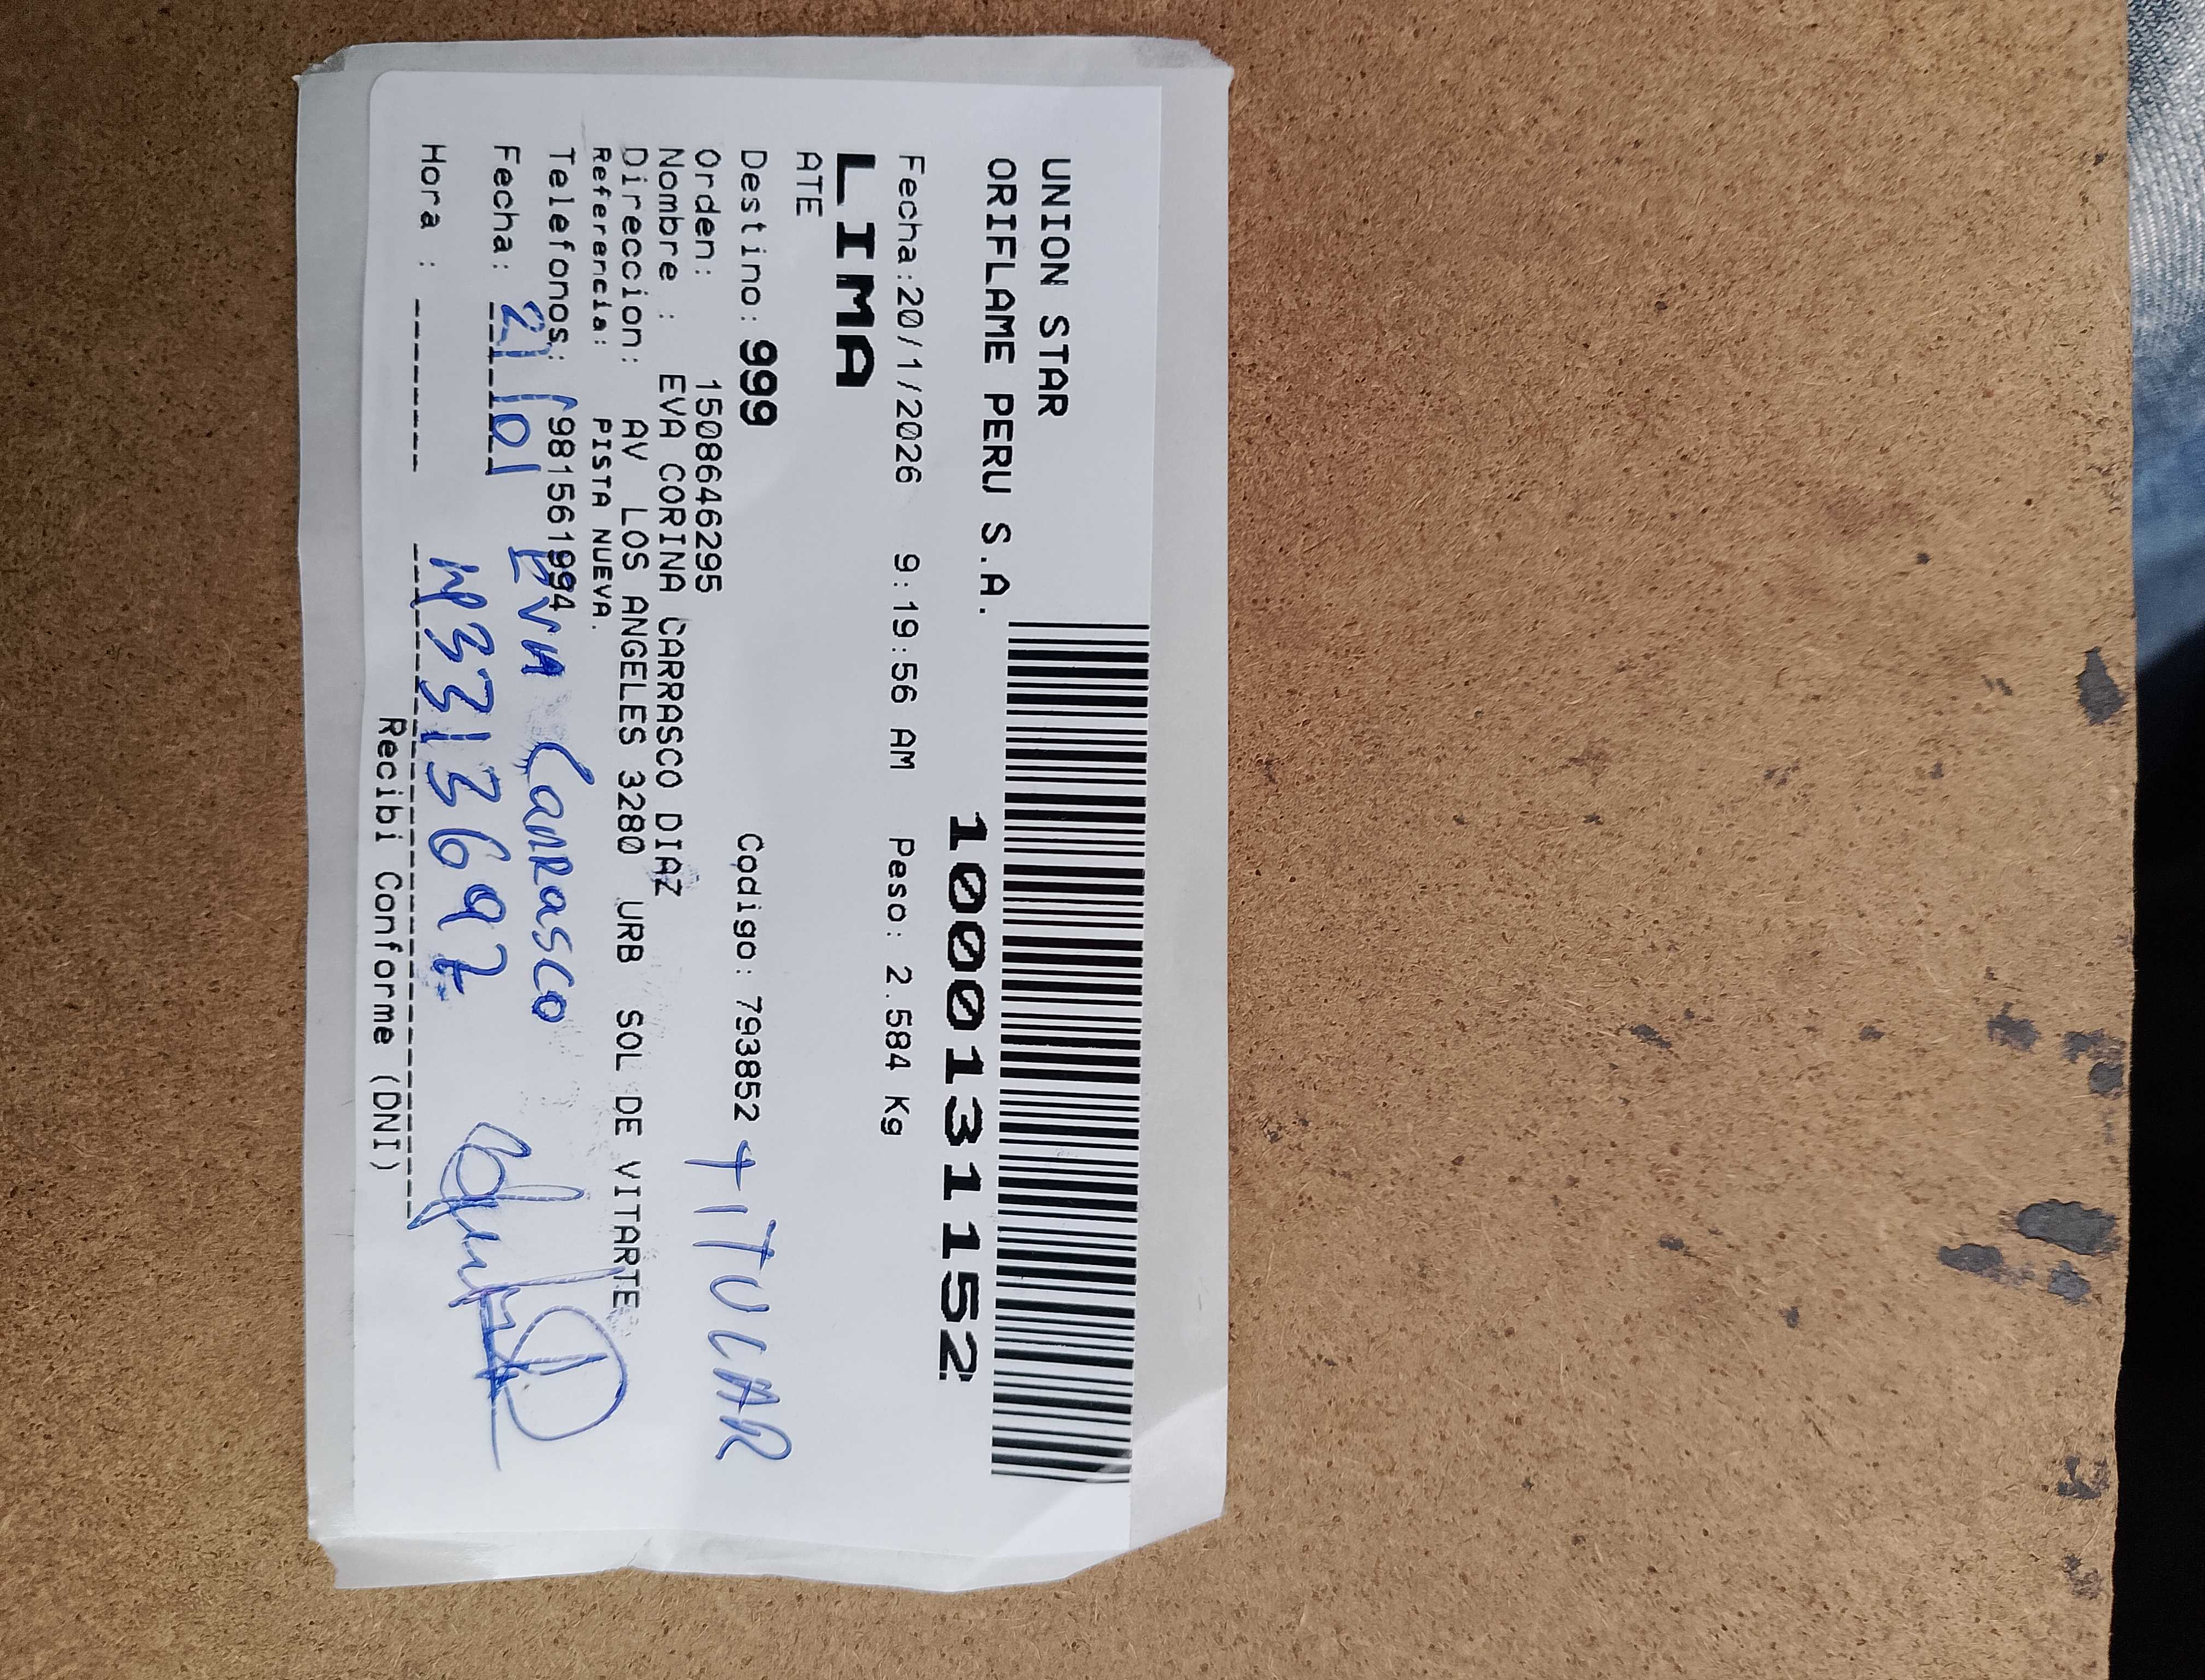 UNION STAR
ORIFLAME PERU S.A.
1000131152
Fecha:20/1/2026 9:19:56 AM Peso: 2.584 Kg
LIMA
ATE
Destino: 999 Codigo: 793852 TITULAR
Orden: 1508646295
Nombre : EVA CORINA CARRASCO DIAZ
Direccion: AV LOS ANGELES 3280 URB SOL DE VITARTE
Referencia: PISTA NUEVA.
Telefonos: 981561994
Fecha: 21/01 EVA CARRASCO
Hora : Nº3313697
Recibi Conforme (DNI)